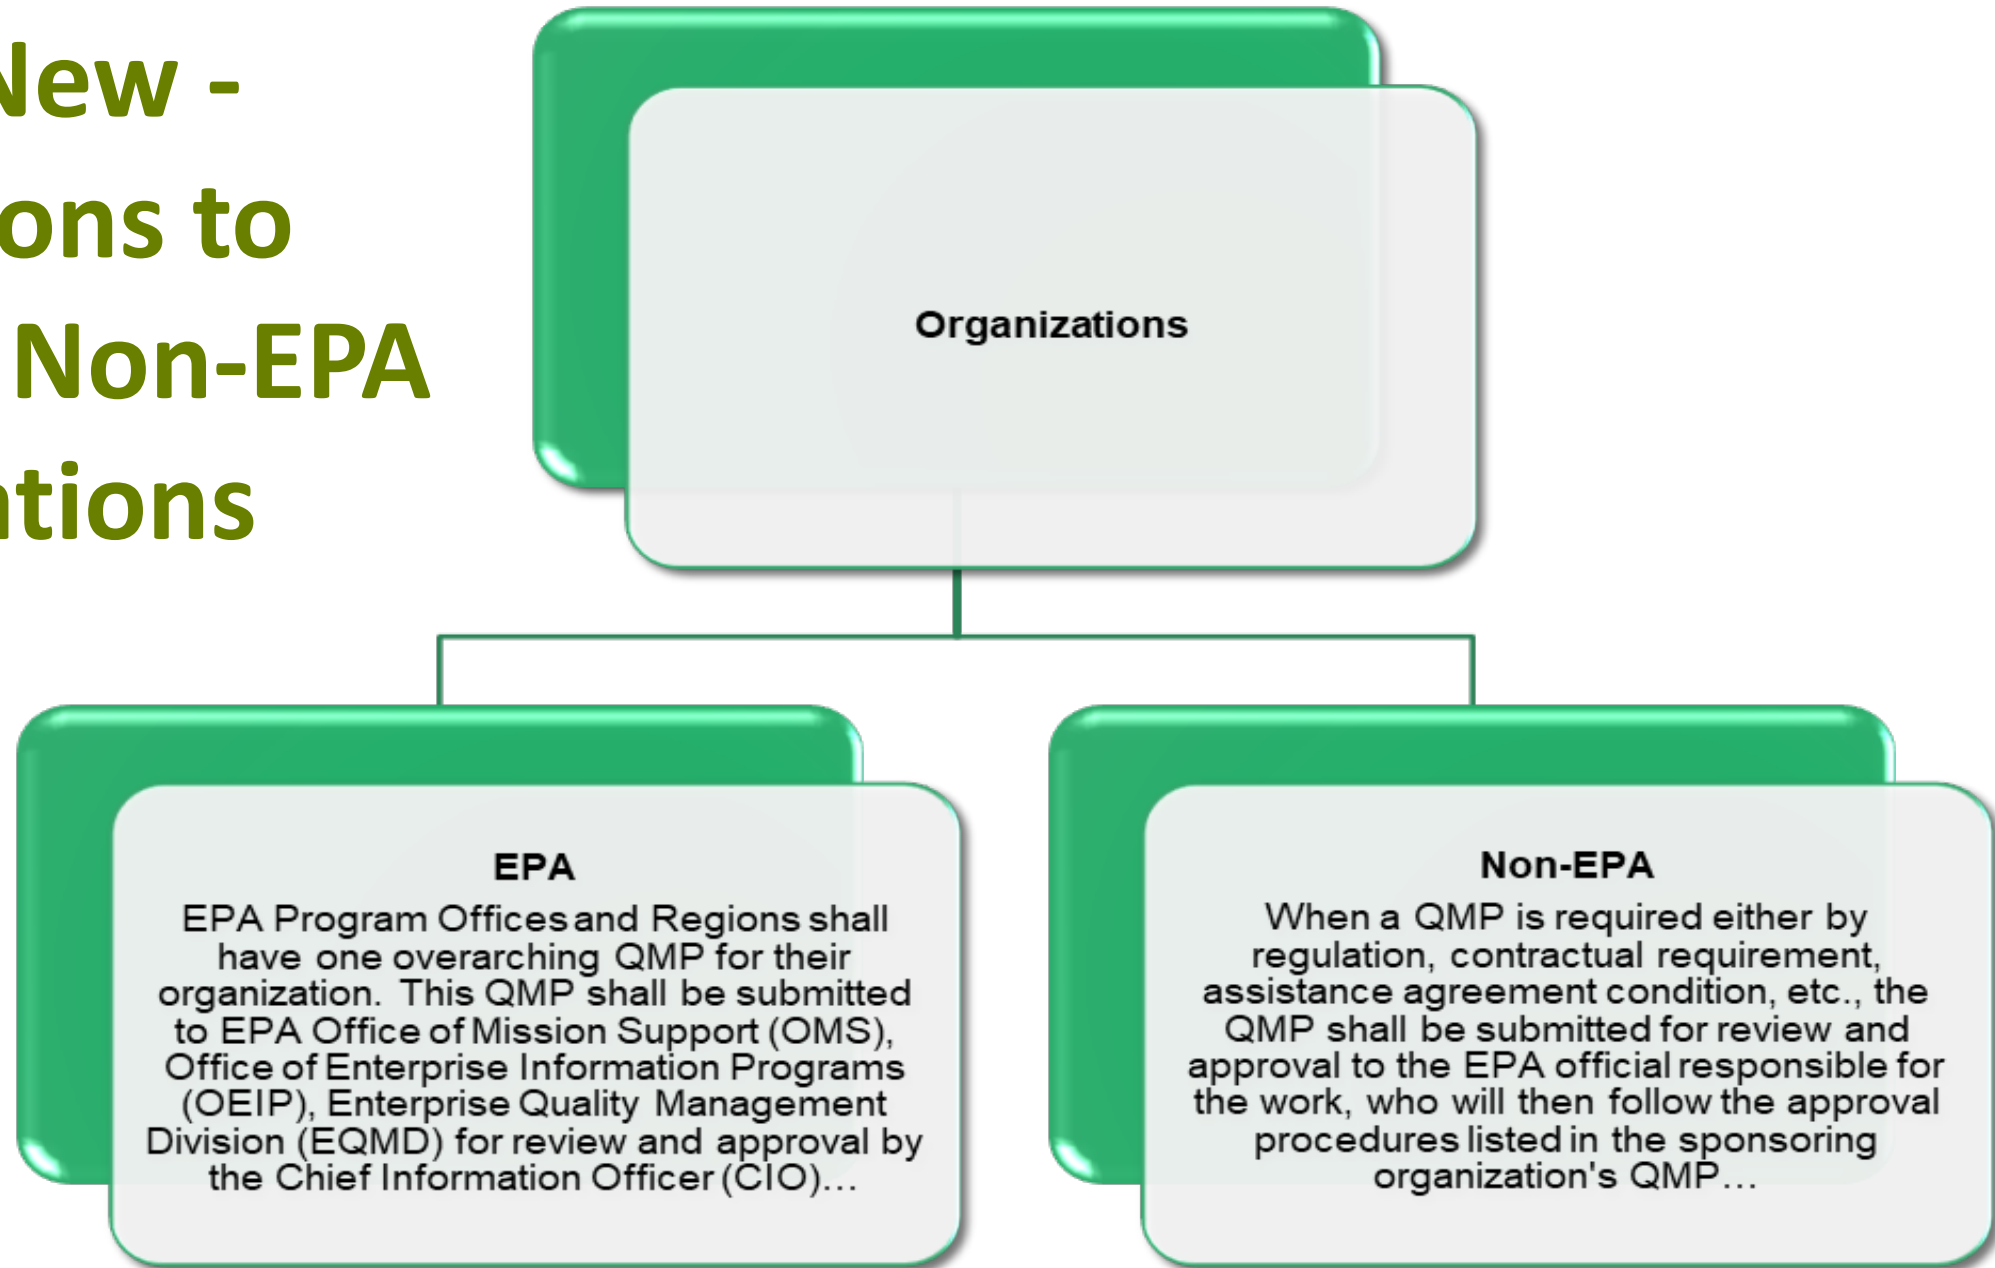 New -
ons to
Non-EPA
ations
Organizations
EPA
EPA Program Offices and Regions shall
have one overarching QMP for their
organization. This QMP shall be submitted
to EPA Office of Mission Support (OMS),
Office of Enterprise Information Programs
(OEIP), Enterprise Quality Management
Division (EQMD) for review and approval by
the Chief Information Officer (CIO)...
Non-EPA
When a QMP is required either by
regulation, contractual requirement,
assistance agreement condition, etc., the
QMP shall be submitted for review and
approval to the EPA official responsible for
the work, who will then follow the approval
procedures listed in the sponsoring
organization's QMP...